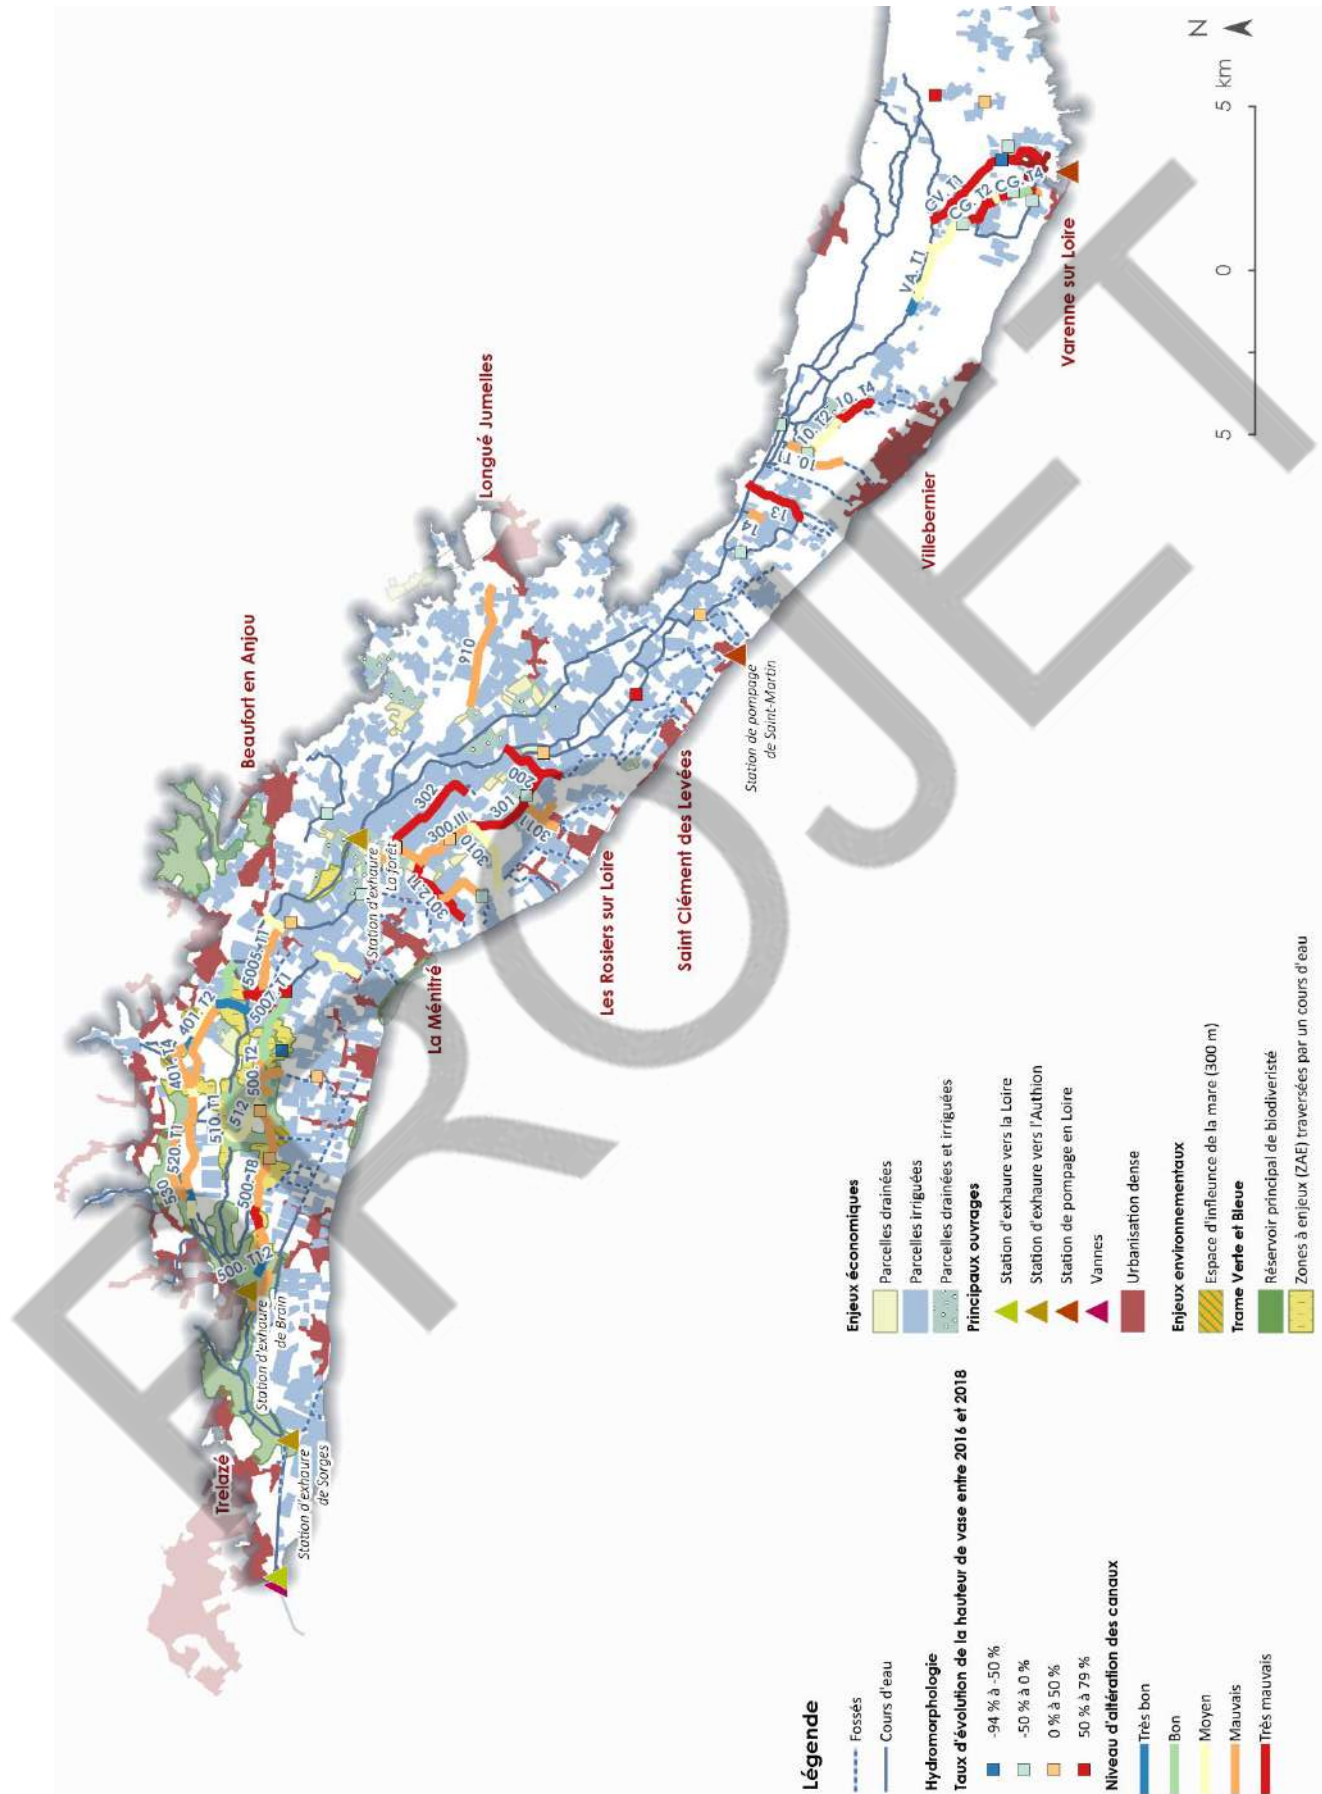 Trelazé
Station d'exhaure
de Sorges
Station d'exhaure
de Brain
500. T12
530
520. T1
500. T8
510. T1
512
401. T4
401. T2
500. T2
5007. T1
5005. T1
Beaufort en Anjou
La Ménitré
Station d'exhaure
La forêt
3012.T1
3010
300.III
302
301
301.1
200
910
Longué Jumelles
Les Rosiers sur Loire
Saint Clément des Levées
Station de pompage
de Saint-Martin
14
13
10. T1
10. T2
10. T4
Villebernier
VA. T1
GV. T1
CG. T2
CG. T4
Varenne sur Loire
N
5
0
5 km
PROJET
Légende
Fossés
Cours d'eau
Hydromorphologie
Taux d'évolution de la hauteur de vase entre 2016 et 2018
-94 % à -50 %
-50 % à 0 %
0 % à 50 %
50 % à 79 %
Niveau d'altération des canaux
Très bon
Bon
Moyen
Mauvais
Très mauvais
Enjeux économiques
Parcelles drainées
Parcelles irriguées
Parcelles drainées et irriguées
Principaux ouvrages
Station d'exhaure vers la Loire
Station d'exhaure vers l'Authion
Station de pompage en Loire
Vannes
Urbanisation dense
Enjeux environnementaux
Espace d'infleunce de la mare (300 m)
Trame Verte et Bleue
Réservoir principal de biodiveristé
Zones à enjeu (ZAE) traversées par un cours d'eau